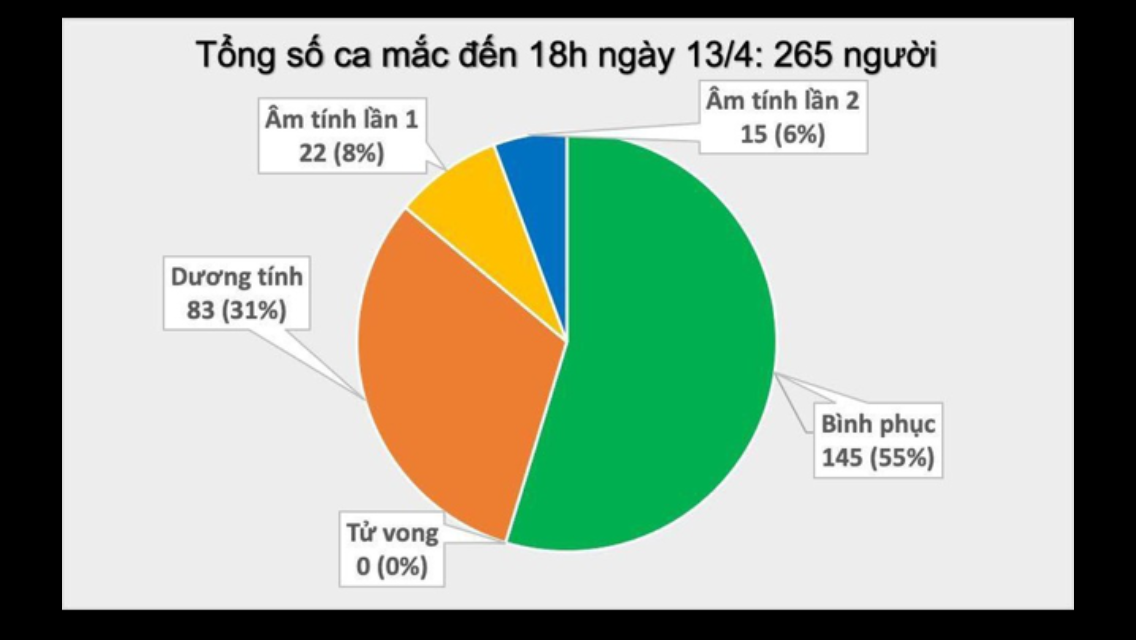 Tổng số ca mắc đến 18h ngày 13/4: 265 người
Âm tính lần 1
22 (8%)
Âm tính lần 2
15 (6%)
Dương tính
83 (31%)
Bình phục
145 (55%)
Tử vong
0 (0%)